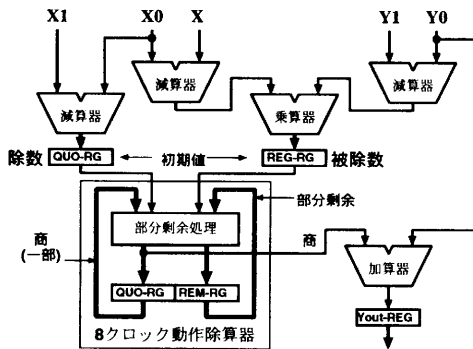 X1 X0 X Y1 Y0
減算器 減算器
減算器 乗算器
除数 QUO-RG 初期値 REG-RG 被除数
部分剰余
部分剰余処理
商
(一部)
商
加算器
QUO-RG REM-RG
Yout-REG
8クロック動作除算器